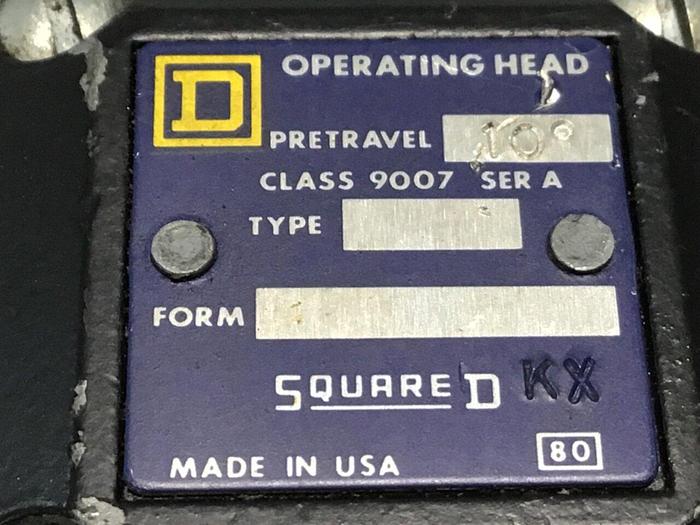 D OPERATING HEAD
PRETRAVEL 10°
CLASS 9007 SER A
TYPE
FORM
SQUARE D KX
MADE IN USA 80